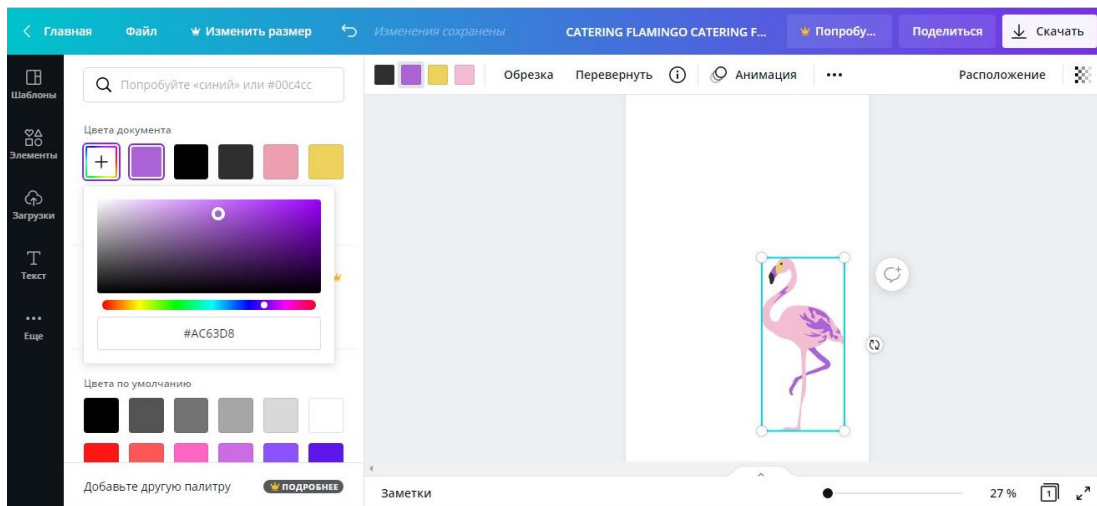 Главная Файл Изменить размер Изменения сохранены CATERING FLAMINGO CATERING F... Попробу... Поделиться Скачать
Шаблоны
Элементы
Загрузки
Текст
Еще
Попробуйте «синий» или #00c4cc
Цвета документа
#AC63D8
Цвета по умолчанию
Добавьте другую палитру ПОДРОБНЕЕ
Обрезка Перевернуть Анимация Расположение
Заметки 27 % 1